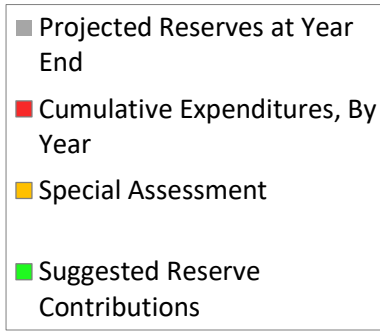 Projected Reserves at Year
End
Cumulative Expenditures, By
Year
Special Assessment
Suggested Reserve
Contributions